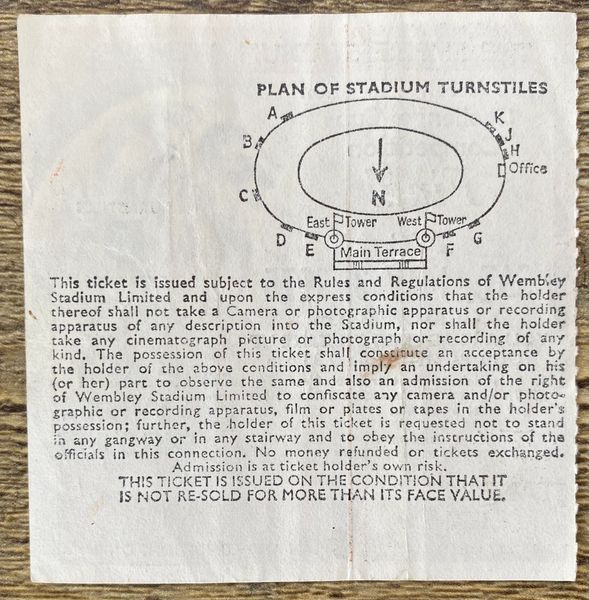 PLAN OF STADIUM TURNSTILES
A
K
J
B
H
Office
C
N
East Tower
West Tower
D
E
Main Terrace
F
G
This ticket is issued subject to the Rules and Regulations of Wembley
Stadium Limited and upon the express conditions that the holder
thereof shall not take a Camera or photographic apparatus or recording
apparatus of any description into the Stadium, nor shall the holder
take any cinematograph picture or photograph or recording of any
kind. The possession of this ticket shall constitute an acceptance by
the holder of the above conditions and imply an undertaking on his
(or her) part to observe the same and also an admission of the right
of Wembley Stadium Limited to confiscate any camera and/or photo-
graphic or recording apparatus, film or plates or tapes in the holder's
possession; further, the holder of this ticket is requested not to stand
in any gangway or in any stairway and to obey the instructions of the
officials in this connection. No money refunded or tickets exchanged.
Admission is at ticket holder's own risk.
THIS TICKET IS ISSUED ON THE CONDITION THAT IT
IS NOT RE-SOLD FOR MORE THAN ITS FACE VALUE.